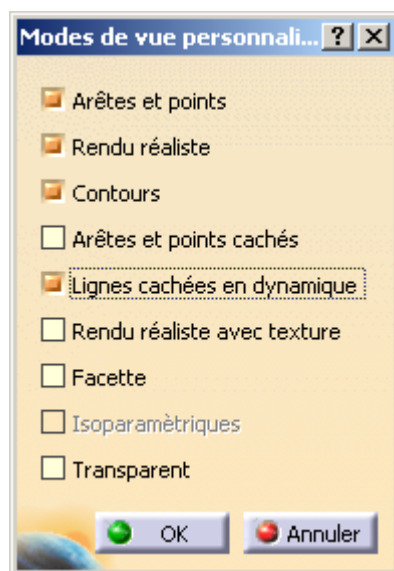 Modes de vue personnali...
Arêtes et points
Rendu réaliste
Contours
Arêtes et points cachés
Lignes cachées en dynamique
Rendu réaliste avec texture
Facette
Isoparamètriques
Transparent
OK Annuler